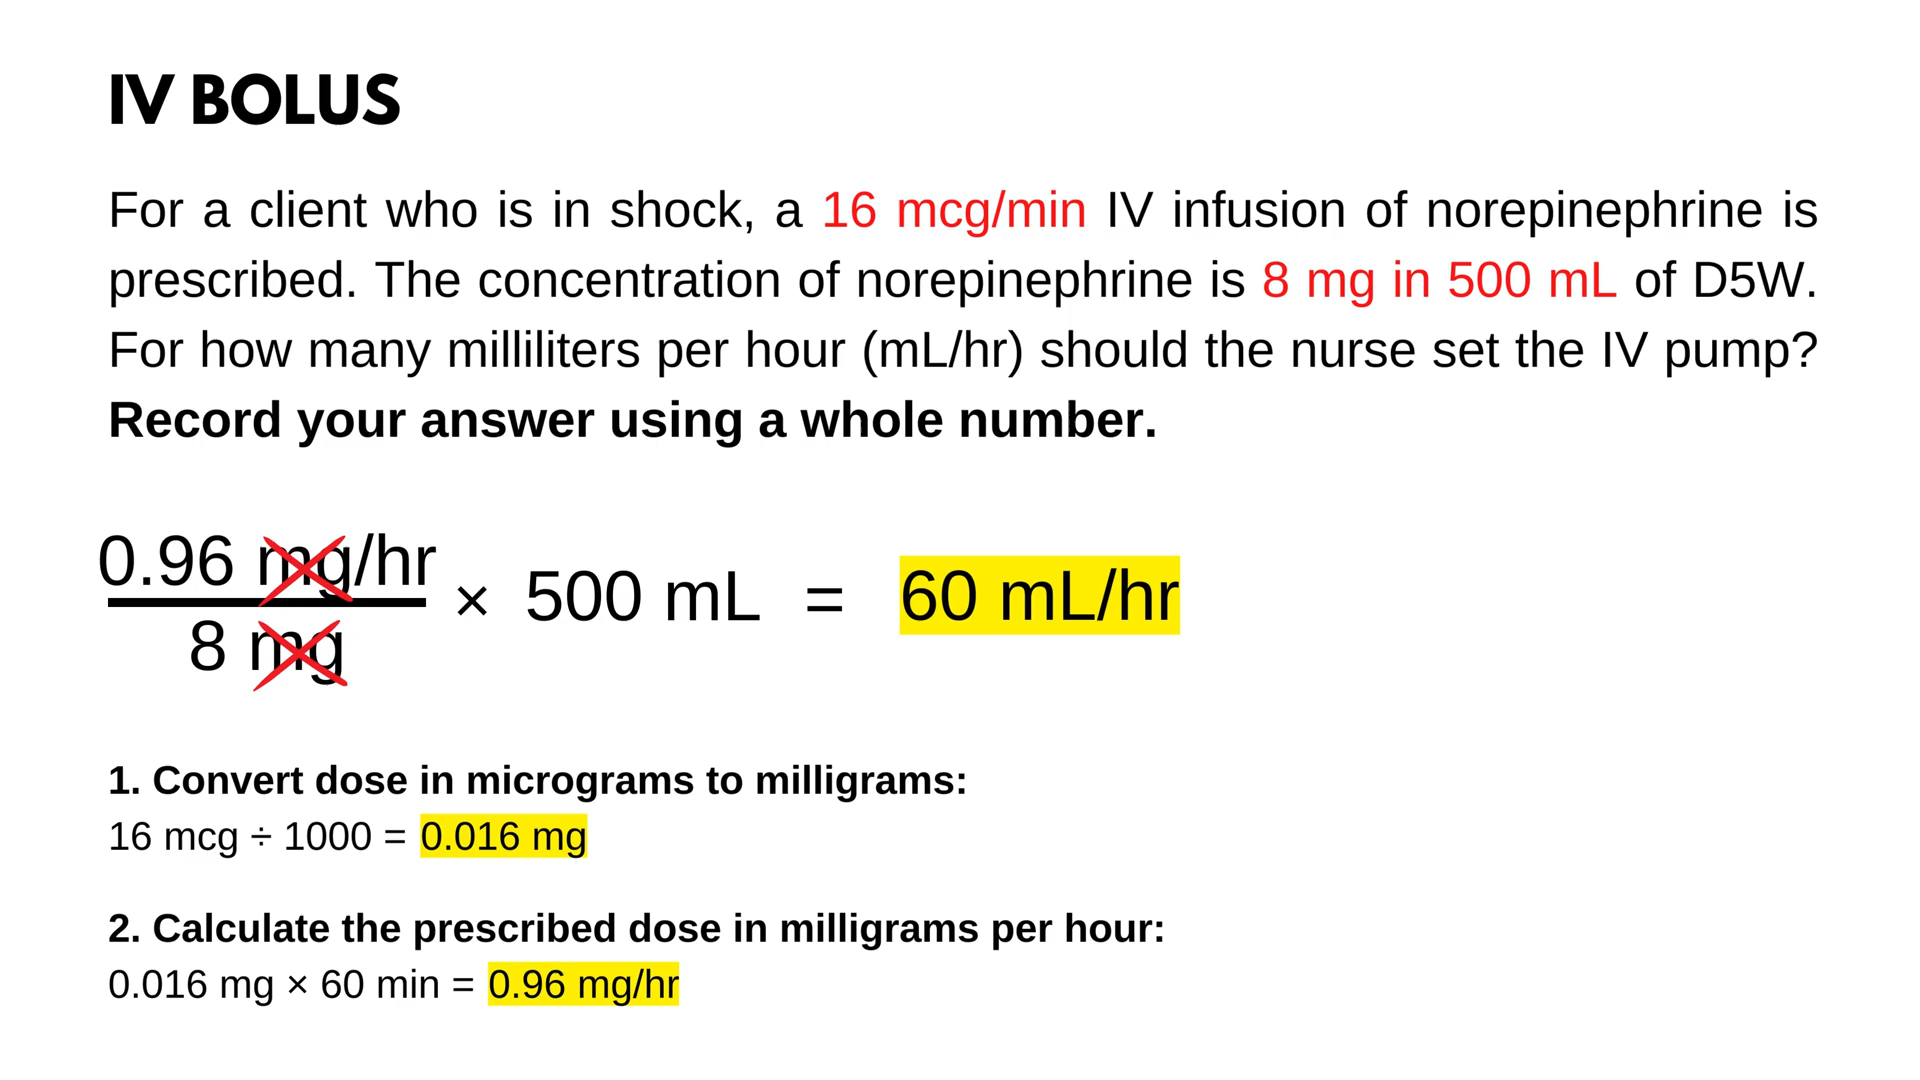 IV BOLUS
For a client who is in shock, a 16 mcg/min IV infusion of norepinephrine is
prescribed. The concentration of norepinephrine is 8 mg in 500 mL of D5W.
For how many milliliters per hour (mL/hr) should the nurse set the IV pump?
Record your answer using a whole number.
0.96 mg/hr
8 mg
× 500 mL = 60 mL/hr
1. Convert dose in micrograms to milligrams:
16 mcg ÷ 1000 = 0.016 mg
2. Calculate the prescribed dose in milligrams per hour:
0.016 mg × 60 min = 0.96 mg/hr